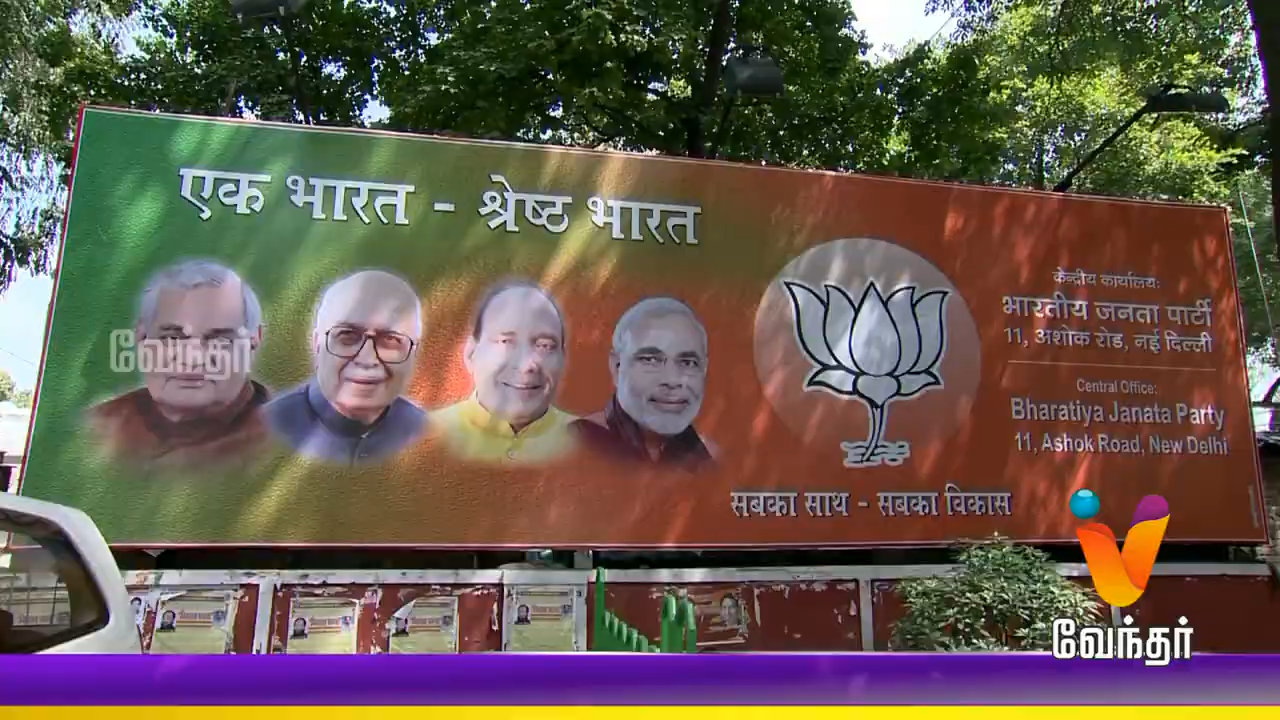 एक भारत - श्रेष्ठ भारत
வேந்தர்
केन्द्रीय कार्यालयः
भारतीय जनता पार्टी
11, अशोक रोड, नई दिल्ली
Central Office:
Bharatiya Janata Party
11, Ashok Road, New Delhi
सबका साथ - सबका विकास
வேந்தர்